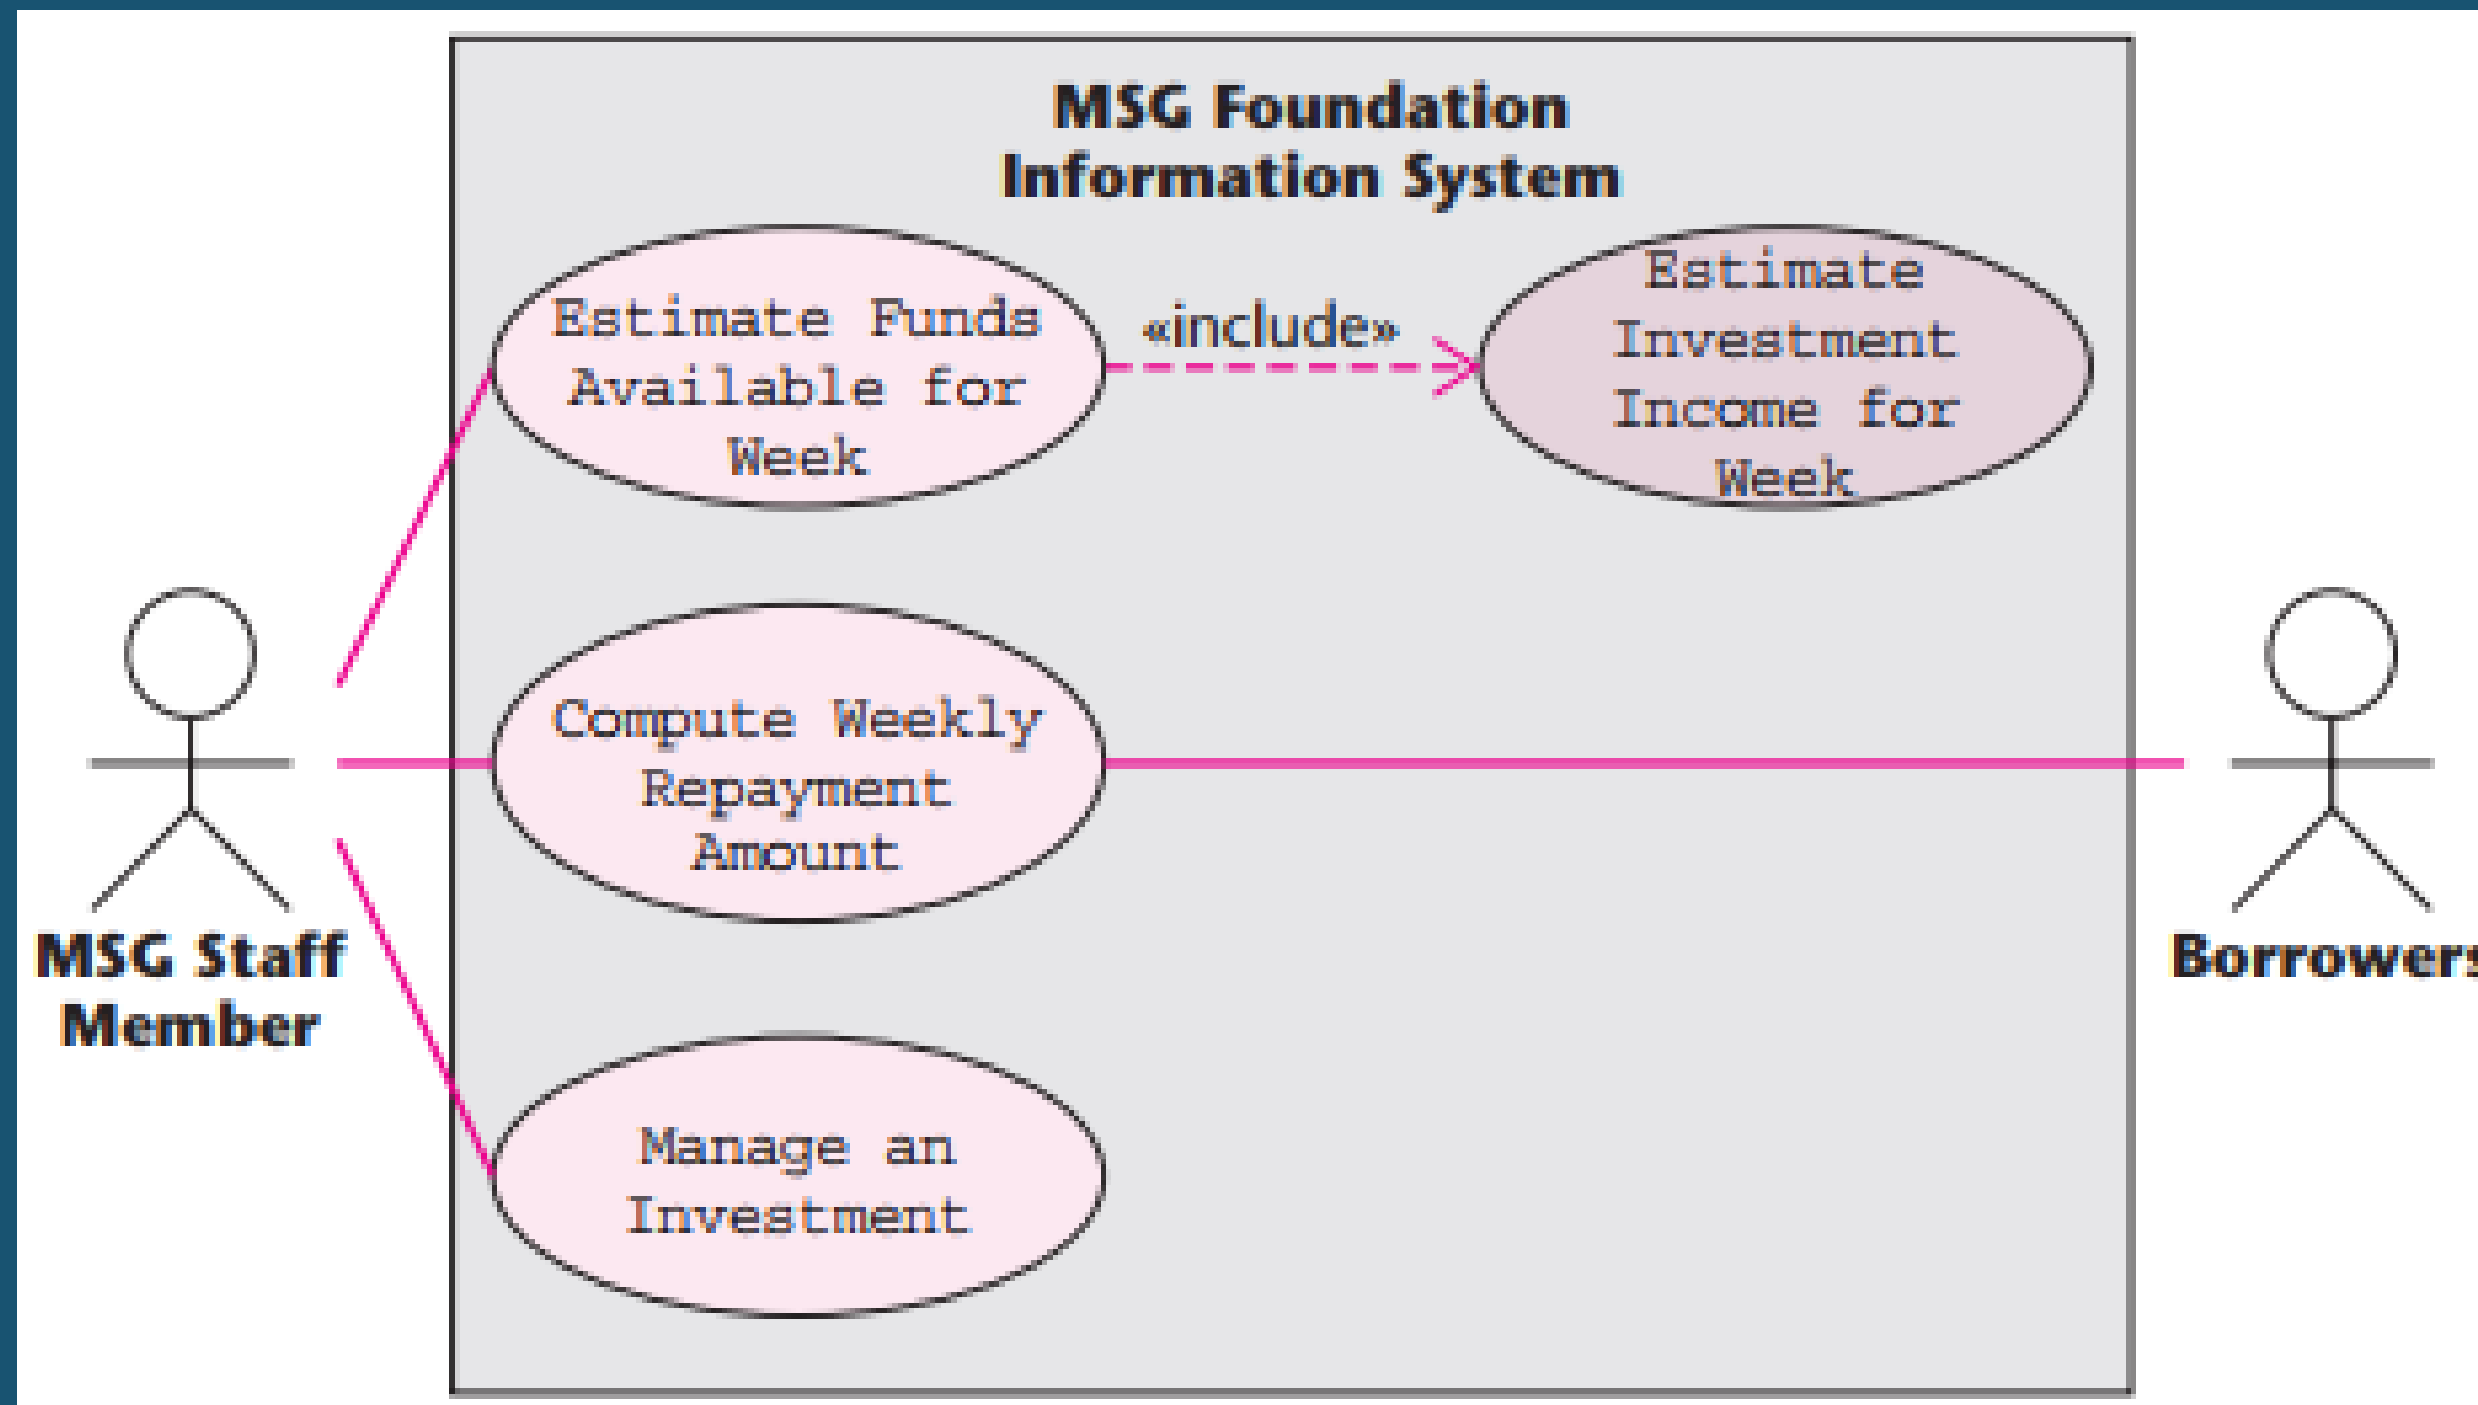 MSG Foundation
Information System
Estimate Funds
Available for
Week
«include»
Estimate
Investment
Income for
Week
Compute Weekly
Repayment
Amount
MSG Staff
Member
Borrowers
Manage an
Investment